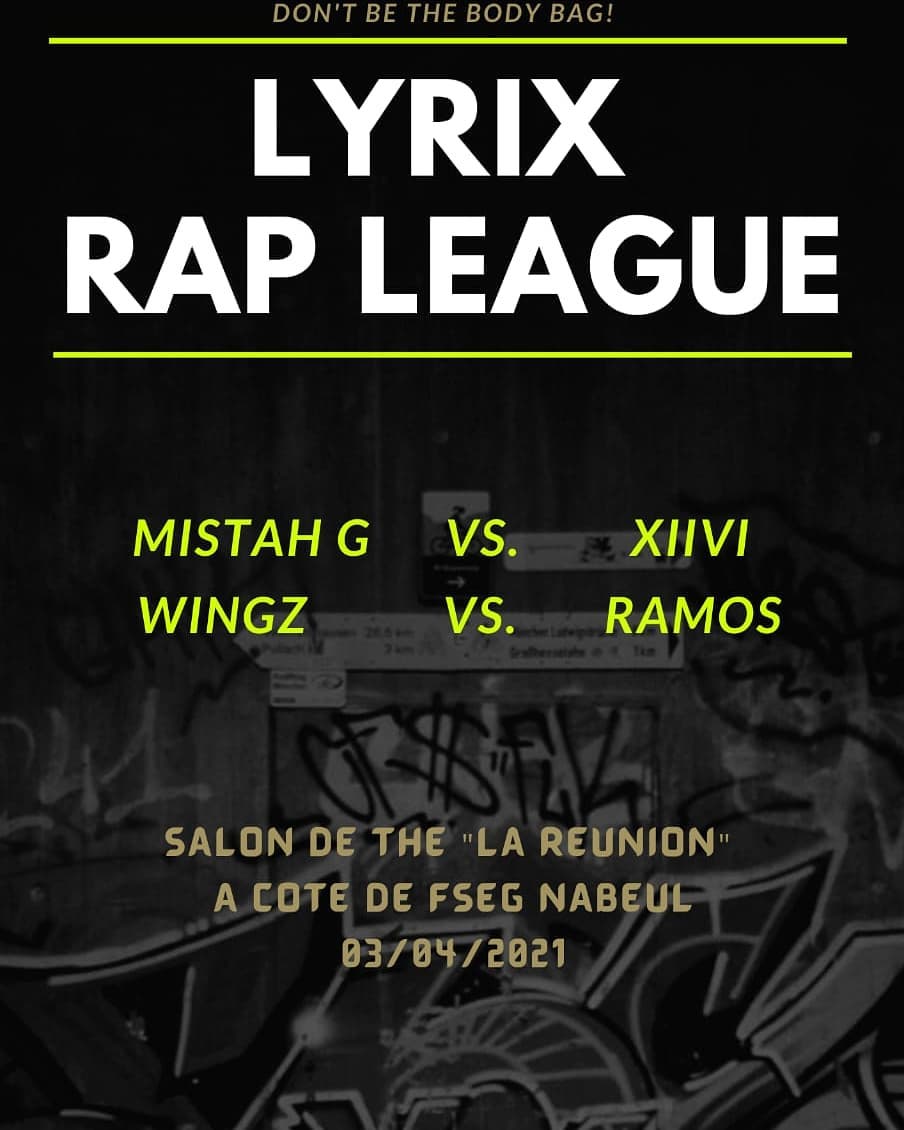 DON'T BE THE BODY BAG!
LYRIX
RAP LEAGUE
MISTAH G VS. XIIVI
WINGZ VS. RAMOS
SALON DE THE "LA REUNION"
A COTE DE FSEG NABEUL
03/04/2021